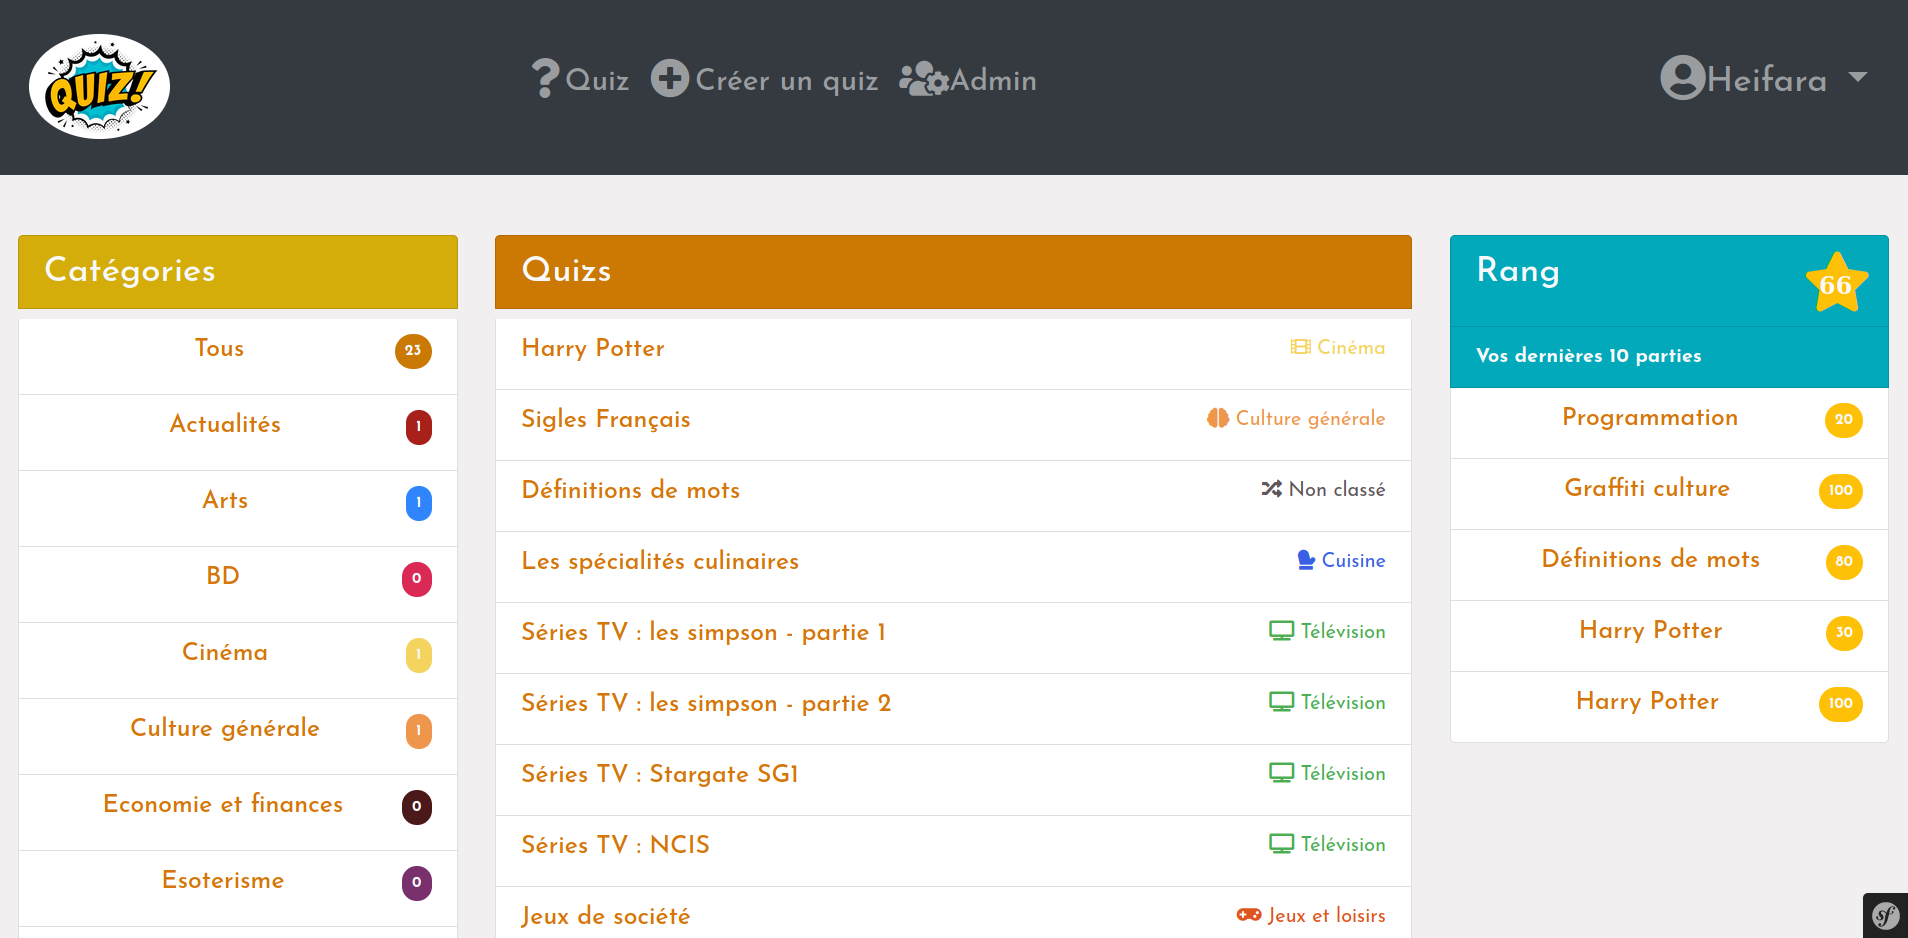 QUIZ!
Quiz
Créer un quiz
Admin
Heifara
Catégories
Tous 23
Actualités 1
Arts 1
BD 0
Cinéma 1
Culture générale 1
Economie et finances 0
Esoterisme 0
Quizs
Harry Potter Cinéma
Sigles Français Culture générale
Définitions de mots Non classé
Les spécialités culinaires Cuisine
Séries TV : les simpson - partie 1 Télévision
Séries TV : les simpson - partie 2 Télévision
Séries TV : Stargate SG1 Télévision
Séries TV : NCIS Télévision
Jeux de société Jeux et loisirs
Rang 66
Vos dernières 10 parties
Programmation 20
Graffiti culture 100
Définitions de mots 80
Harry Potter 30
Harry Potter 100
sf